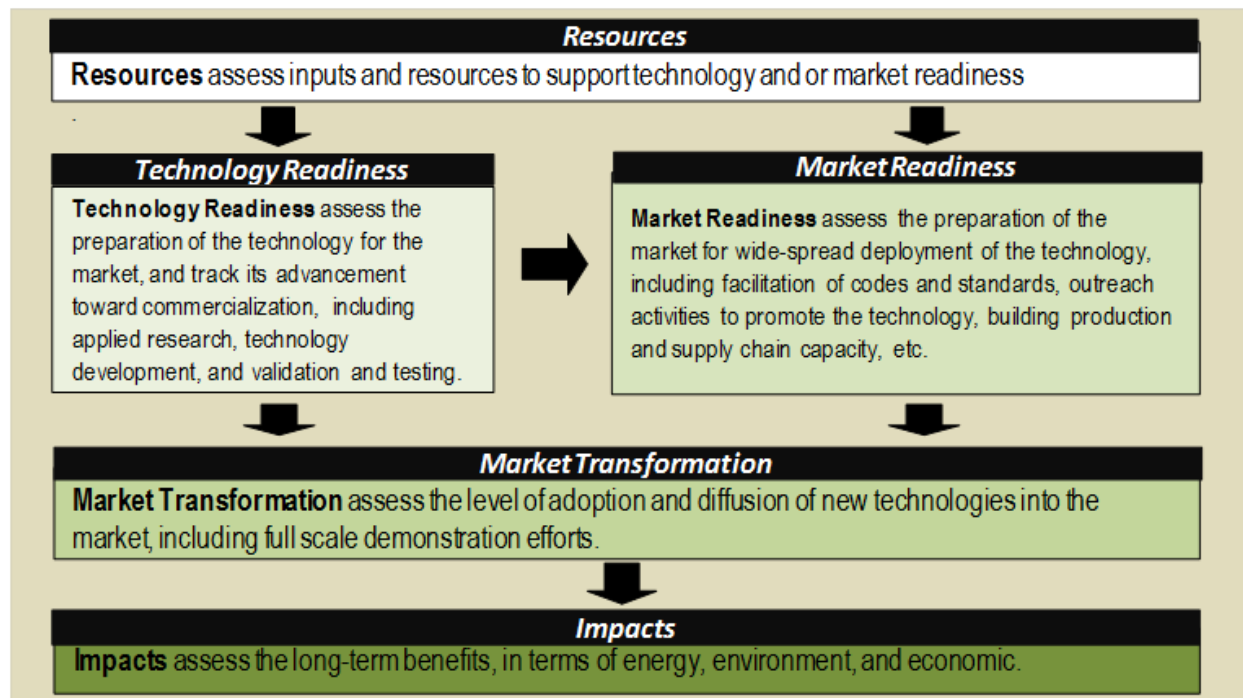 Resources
Resources assess inputs and resources to support technology and or market readiness
.
Technology Readiness
Technology Readiness assess the
preparation of the technology for the
market, and track its advancement
toward commercialization, including
applied research, technology
development, and validation and testing.
Market Readiness
Market Readiness assess the preparation of the
market for wide-spread deployment of the technology,
including facilitation of codes and standards, outreach
activities to promote the technology, building production
and supply chain capacity, etc.
Market Transformation
Market Transformation assess the level of adoption and diffusion of new technologies into the
market, including full scale demonstration efforts.
Impacts
Impacts assess the long-term benefits, in terms of energy, environment, and economic.